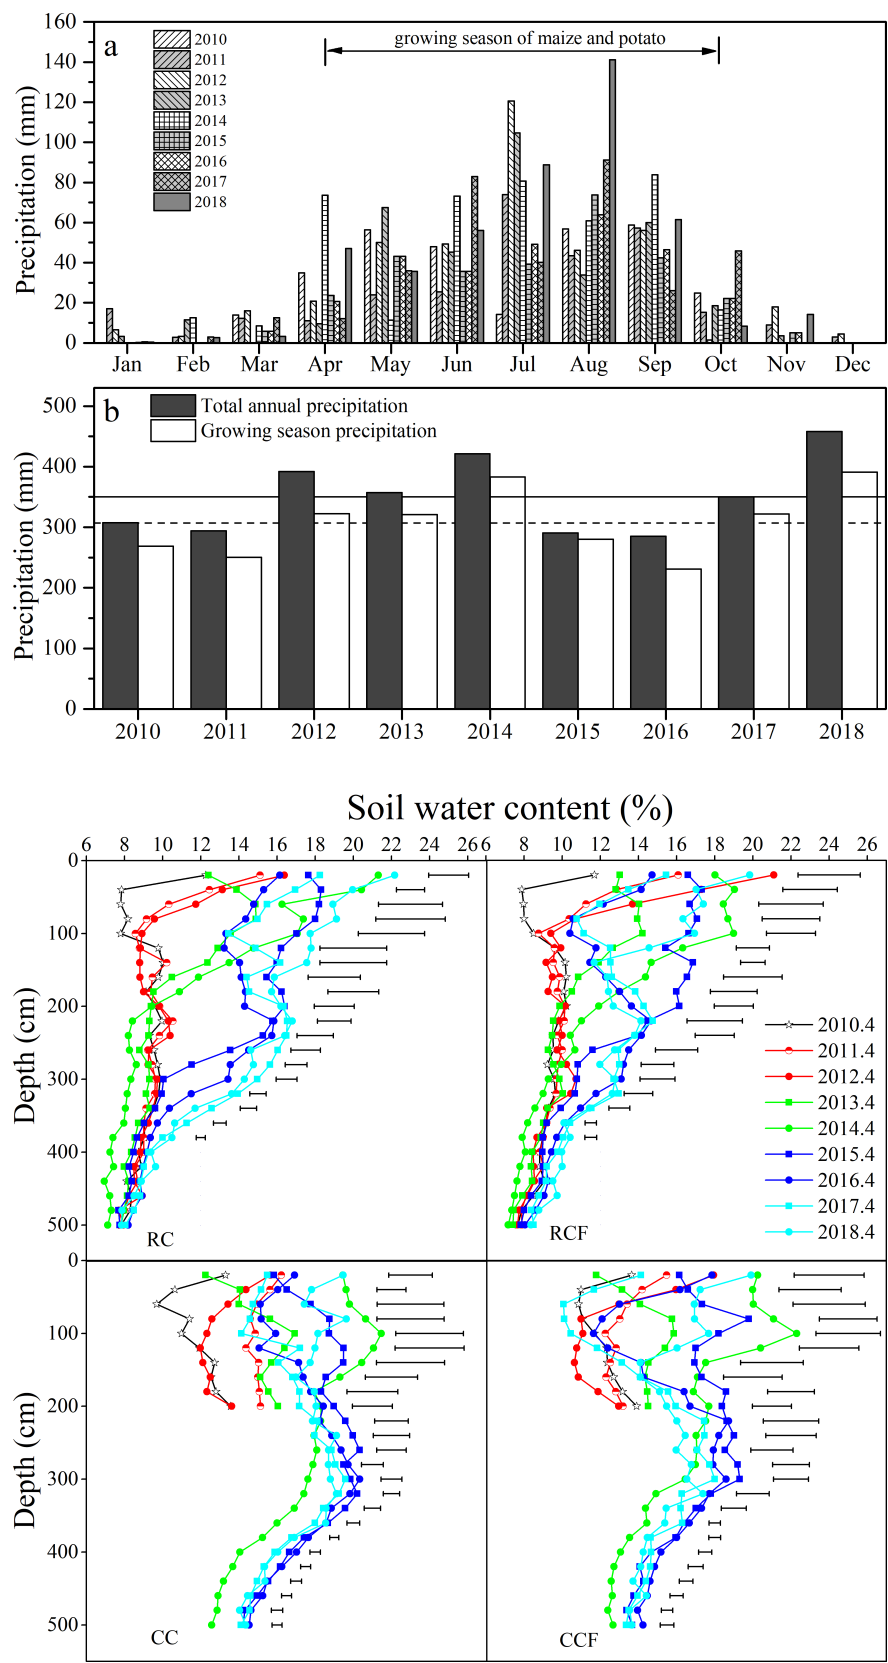 160
140
120
100
80
60
40
20
0
Precipitation (mm)
a
growing season of maize and potato
2010
2011
2012
2013
2014
2015
2016
2017
2018
Jan Feb Mar Apr May Jun Jul Aug Sep Oct Nov Dec
500
400
300
200
100
0
Precipitation (mm)
b
Total annual precipitation
Growing season precipitation
2010 2011 2012 2013 2014 2015 2016 2017 2018
Soil water content (%)
6 8 10 12 14 16 18 20 22 24 26 6 8 10 12 14 16 18 20 22 24 26
0
100
200
300
400
500
Depth (cm)
RC
RCF
2010.4
2011.4
2012.4
2013.4
2014.4
2015.4
2016.4
2017.4
2018.4
0
100
200
300
400
500
Depth (cm)
CC
CCF